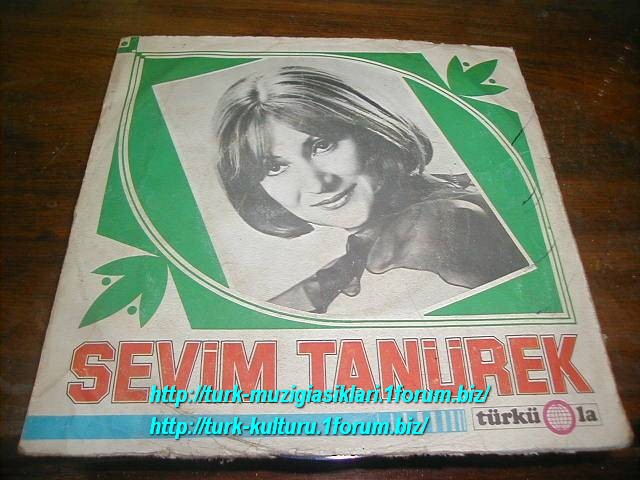 SEVİM TANÜREK
http://turk-muzigiasiklari.1forum.biz/
türkü la
http://turk-kulturu.1forum.biz/